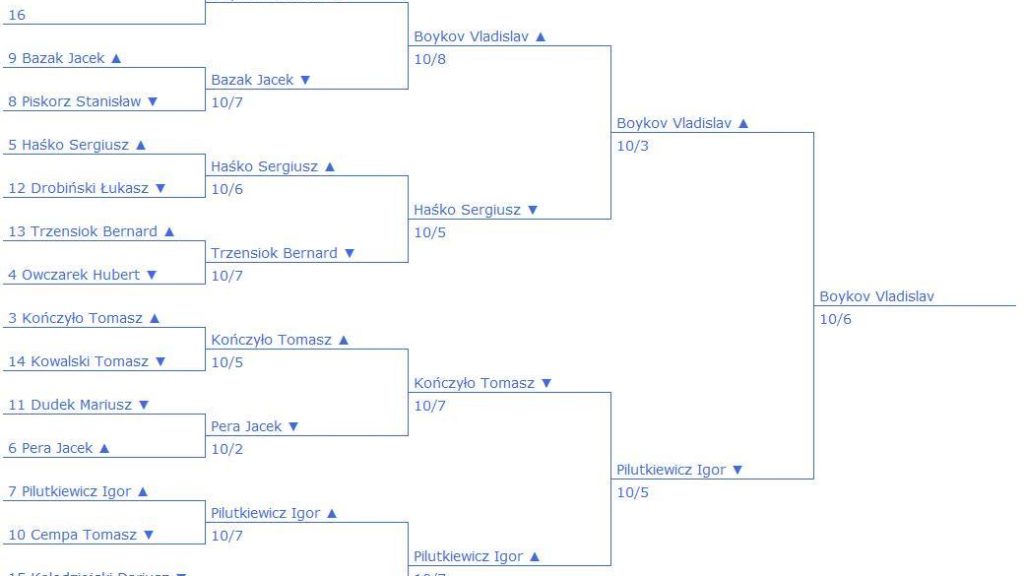 16
9 Bazak Jacek ▲
8 Piskorz Stanisław ▼
5 Haśko Sergiusz ▲
12 Drobiński Łukasz ▼
13 Trzensiok Bernard ▲
4 Owczarek Hubert ▼
3 Kończyło Tomasz ▲
14 Kowalski Tomasz ▼
11 Dudek Mariusz ▼
6 Pera Jacek ▲
7 Pilutkiewicz Igor ▲
10 Cempa Tomasz ▼
Bazak Jacek ▼
10/7
Haśko Sergiusz ▲
10/6
Trzensiok Bernard ▼
10/7
Kończyło Tomasz ▲
10/5
Pera Jacek ▼
10/2
Pilutkiewicz Igor ▲
10/7
Boykov Vladislav ▲
10/8
Haśko Sergiusz ▼
10/5
Kończyło Tomasz ▼
10/7
Pilutkiewicz Igor ▲
Boykov Vladislav ▲
10/3
Pilutkiewicz Igor ▼
10/5
Boykov Vladislav
10/6